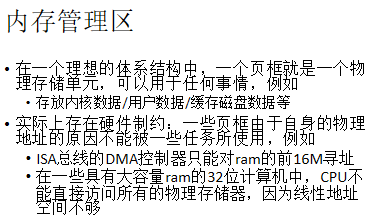 内存管理区
• 在一个理想的体系结构中，一个页框就是一个物
理存储单元，可以用于任何事情，例如
• 存放内核数据/用户数据/缓存磁盘数据等
• 实际上存在硬件制约：一些页框由于自身的物理
地址的原因不能被一些任务所使用，例如
• ISA总线的DMA控制器只能对ram的前16M寻址
• 在一些具有大容量ram的32位计算机中，CPU不
能直接访问所有的物理存储器，因为线性地址
空间不够